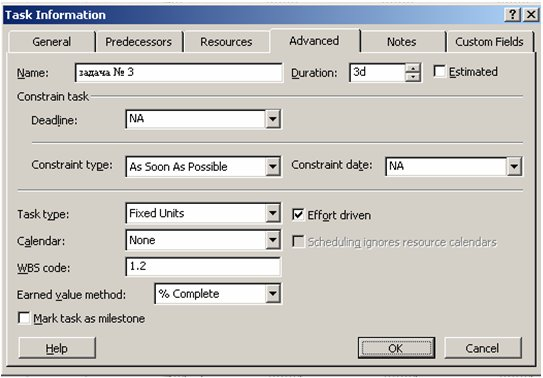 Task Information
General Predecessors Resources Advanced Notes Custom Fields
Name: задача № 3 Duration: 3d Estimated
Constrain task
Deadline: NA
Constraint type: As Soon As Possible Constraint date: NA
Task type: Fixed Units Effort driven
Calendar: None Scheduling ignores resource calendars
WBS code: 1.2
Earned value method: % Complete
Mark task as milestone
Help OK Cancel